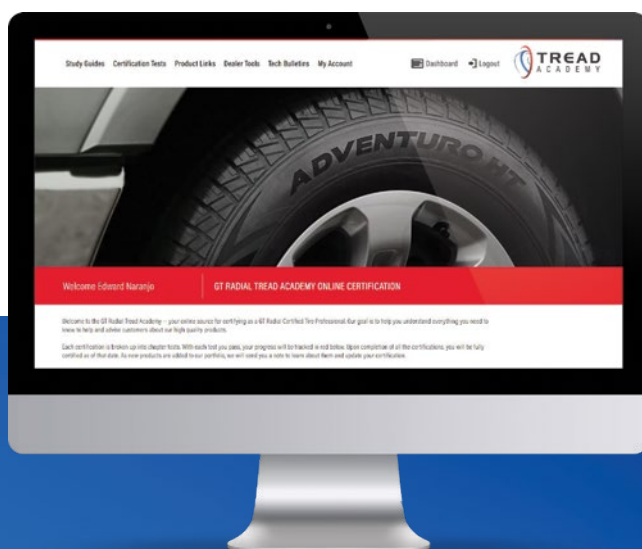 Study Guides Certification Tests Product Links Dealer Tools Tech Bulletins My Account Dashboard Logout TREAD
ACADEMY
ADVENTURO HT
Welcome Edward Naranjo GT RADIAL TREAD ACADEMY ONLINE CERTIFICATION
Welcome to the GT Radial Tread Academy – your online source for certifying as a GT Radial Certified Tire Professional. Our goal is to help you understand everything you need to
know to help and advise customers about our high quality products.
Each certification is broken up into chapter tests. With each test you pass, your progress will be tracked in red below. Upon completion of all the certifications, you will be fully
certified as of that date. As new products are added to our portfolio, we will send you a note to learn about them and update your certification.